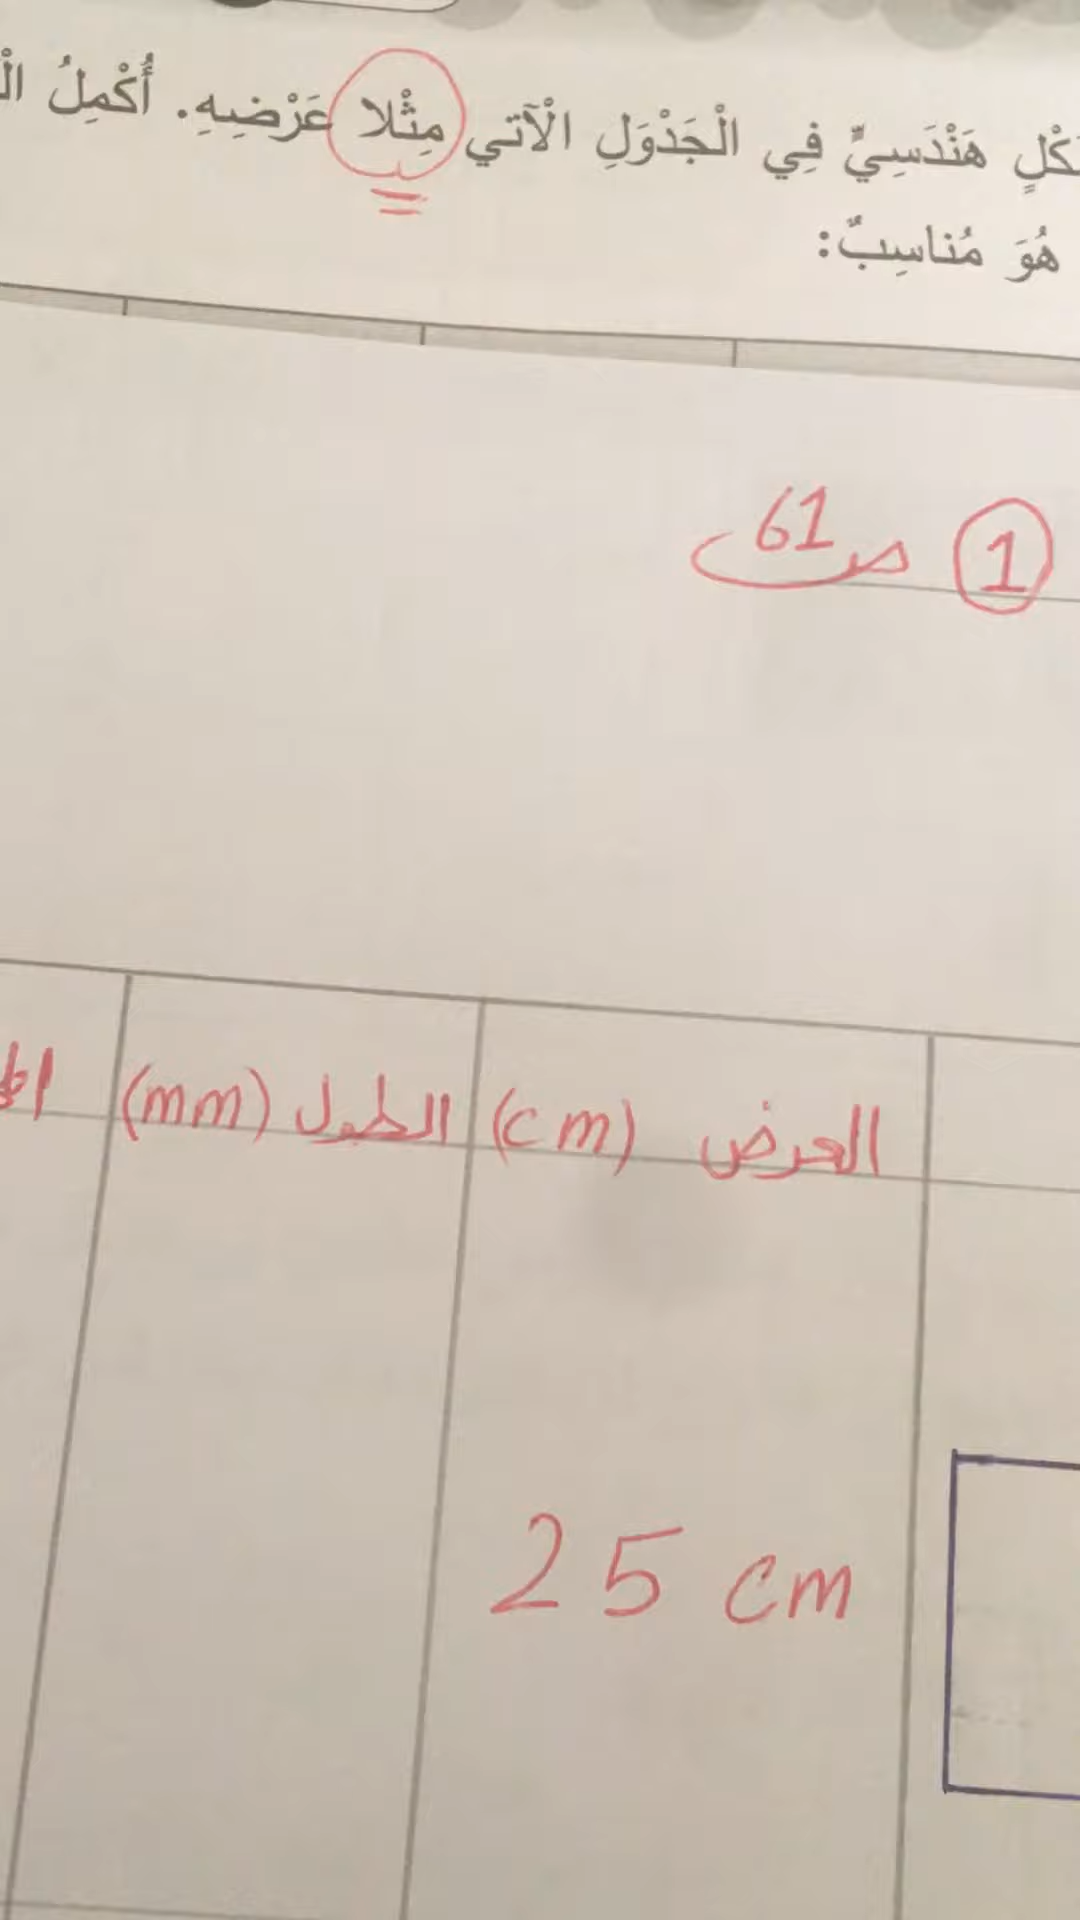 هَنْدَسِيٍّ فِي الْجَدْوَلِ الْآتي مِثْلا عَرْضِهِ. أُكْمِلُ
هُوَ مُناسِبٌ:
1 ص 61
العرض (cm) الطول (mm)
25 cm